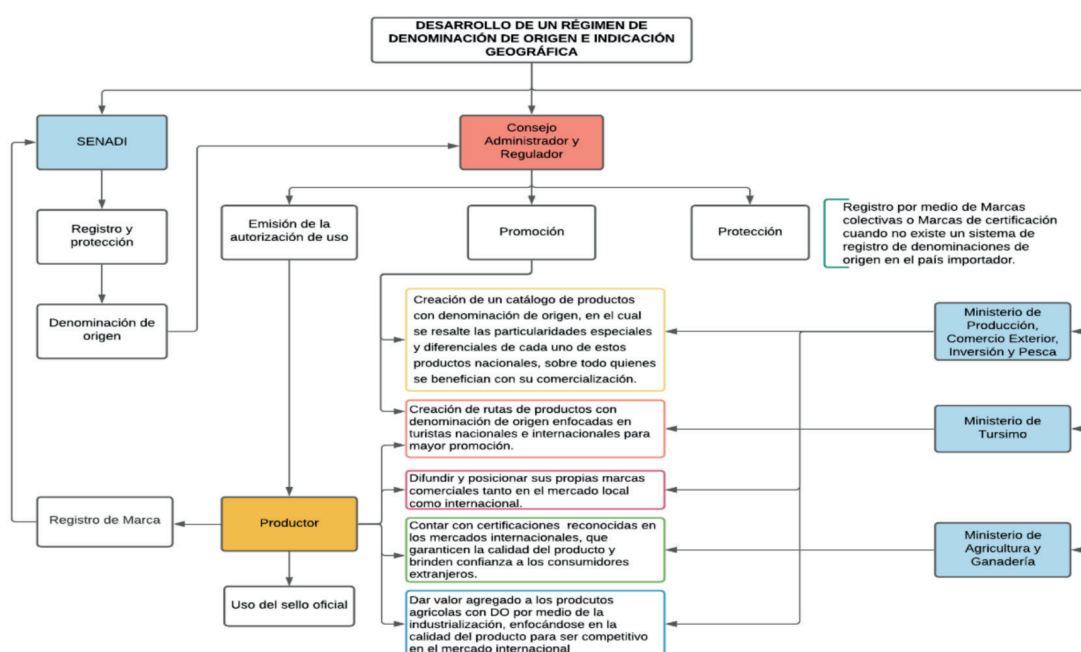 DESARROLLO DE UN RÉGIMEN DE
DENOMINACIÓN DE ORIGEN E INDICACIÓN
GEOGRÁFICA
SENADI
Consejo
Administrador y
Regulador
Registro y
protección
Emisión de la
autorización de uso
Promoción
Protección
Registro por medio de Marcas
colectivas o Marcas de certificación
cuando no existe un sistema de
registro de denominaciones de
origen en el país importador.
Denominación de
origen
Creación de un catálogo de productos
con denominación de origen, en el cual
se resalte las particularidades especiales
y diferenciales de cada uno de estos
productos nacionales, sobre todo quienes
se benefician con su comercialización.
Ministerio de
Producción,
Comercio Exterior,
Inversión y Pesca
Creación de rutas de productos con
denominación de origen enfocadas en
turistas nacionales e internacionales para
mayor promoción.
Ministerio de
Tursimo
Difundir y posicionar sus propias marcas
comerciales tanto en el mercado local
como internacional.
Registro de Marca
Productor
Contar con certificaciones reconocidas en
los mercados internacionales, que
garanticen la calidad del producto y
brinden confianza a los consumidores
extranjeros.
Ministerio de
Agricultura y
Ganadería
Uso del sello oficial
Dar valor agregado a los prodcutos
agricolas con DO por medio de la
industrialización, enfocándose en la
calidad del producto para ser competitivo
en el mercado internacional